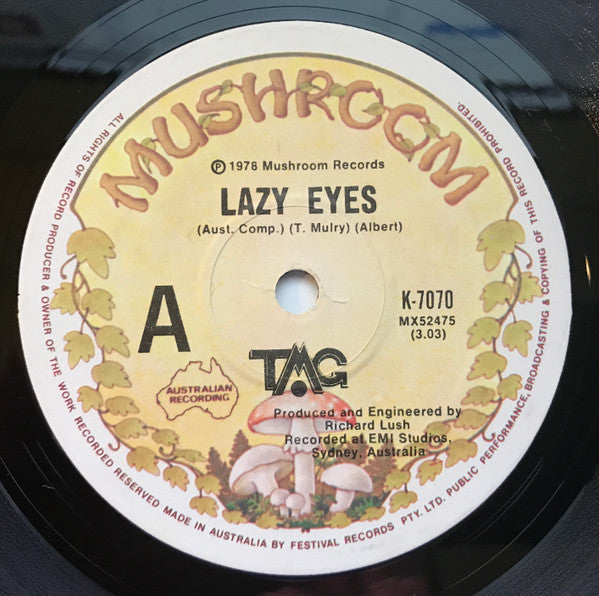 MUSHROOM
℗ 1978 Mushroom Records
LAZY EYES
(Aust. Comp.) (T. Mulry) (Albert)
A
K-7070
MX52475
(3.03)
TMG
AUSTRALIAN
RECORDING
Produced and Engineered by
Richard Lush
Recorded at EMI Studios,
Sydney, Australia
ALL RIGHTS OF RECORD PRODUCER & OWNER OF THE WORK RECORDED RESERVED MADE IN AUSTRALIA BY FESTIVAL RECORDS PTY. LTD. PUBLIC PERFORMANCE, BROADCASTING & COPYING OF THIS RECORD PROHIBITED.